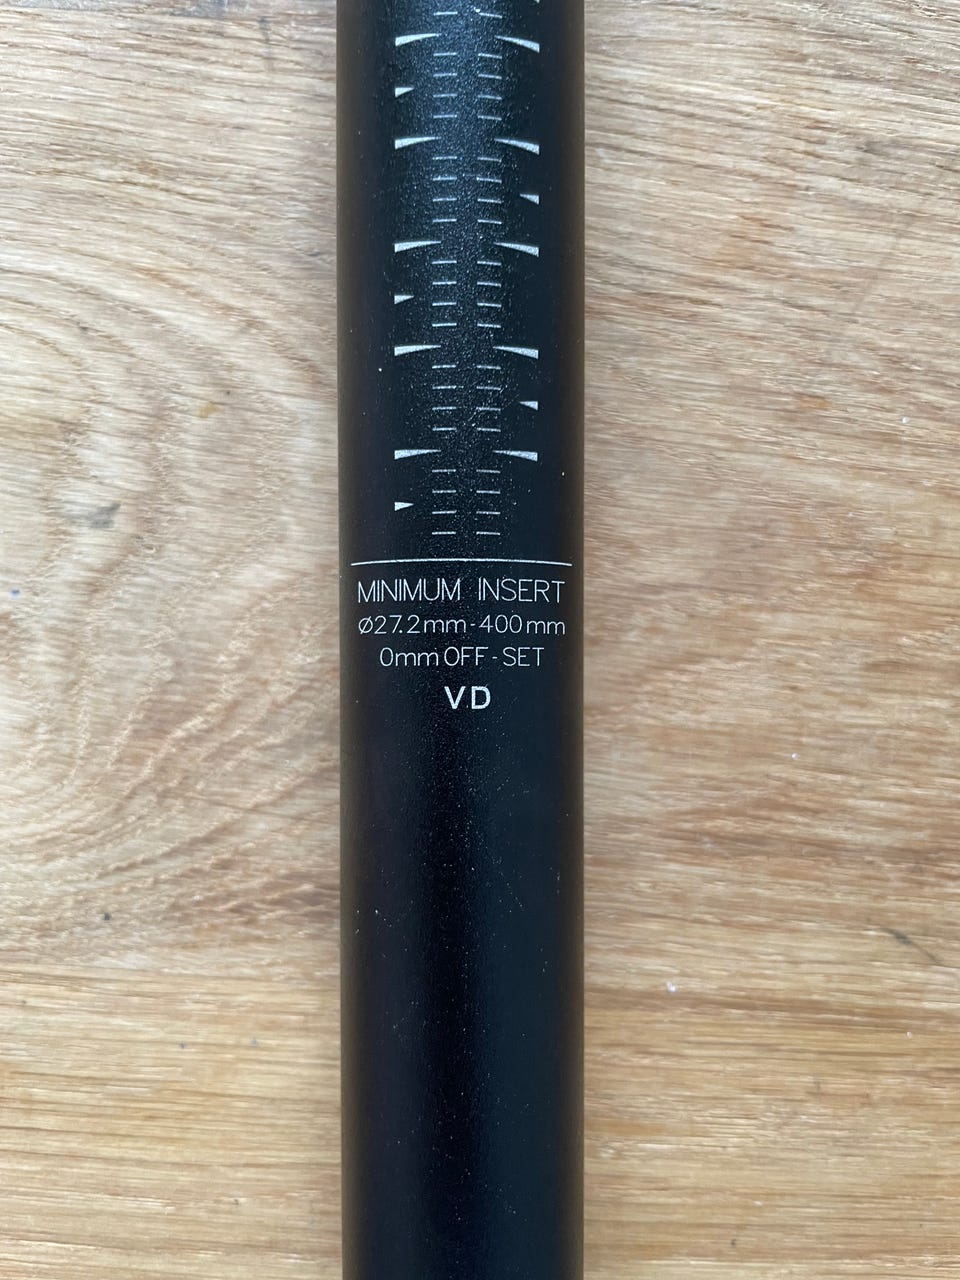 MINIMUM INSERT
Ø27.2mm-400mm
0mm OFF-SET
VD